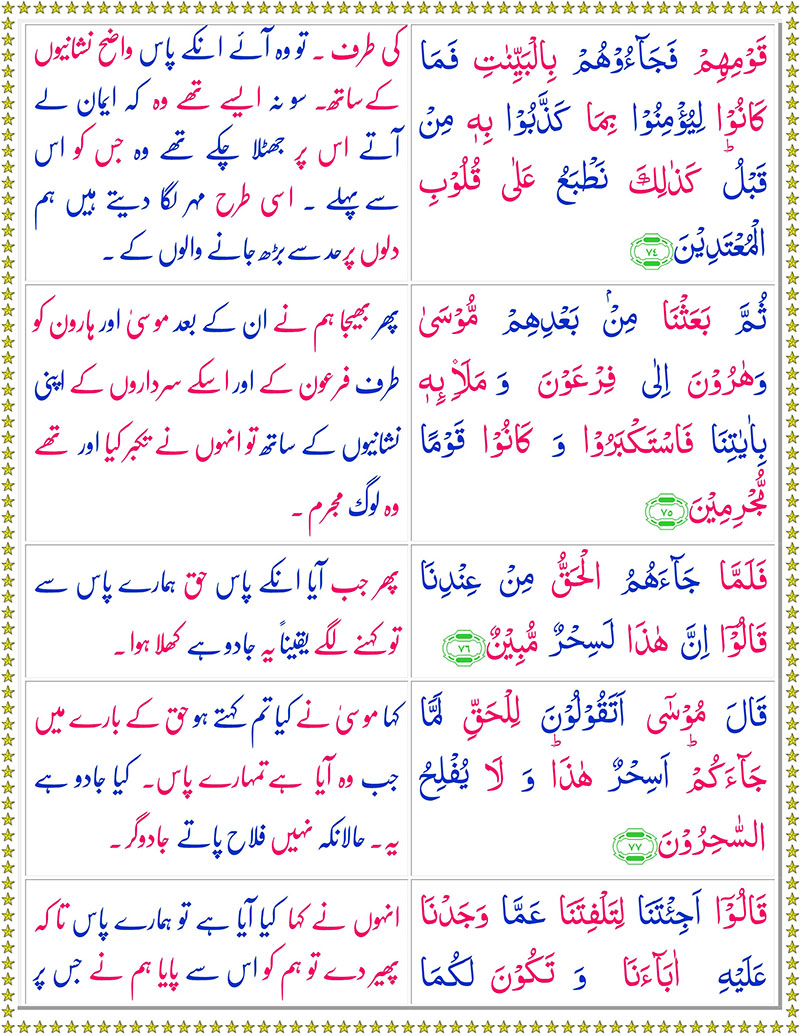 قَوْمِهِمْ فَجَآءُوْهُمْ بِالْبَيِّنٰتِ فَمَا
كَانُوْا لِيُؤْمِنُوْا بِمَا كَذَّبُوْا بِهٖ مِنْ
قَبْلُ ؕ كَذٰلِكَ نَطْبَعُ عَلٰى قُلُوْبِ
الْمُعْتَدِيْنَ ﴿٧٤﴾
کی طرف ۔ تو وہ آئے انکے پاس واضح نشانیوں
کے ساتھ۔ سو نہ ایسے تھے وہ کہ ایمان لے
آتے اس پر جھٹلا چکے تھے وہ جس کو اس
سے پہلے ۔ اسی طرح مہر لگا دیتے ہیں ہم
دلوں پر حد سے بڑھ جانے والوں کے ۔
ثُمَّ بَعَثْنَا مِنْۢ بَعْدِهِمْ مُّوْسٰى
وَهٰرُوْنَ اِلٰى فِرْعَوْنَ وَ مَلَا۟ئِهٖ
بِاٰيٰتِنَا فَاسْتَكْبَرُوْا وَ كَانُوْا قَوْمًا
مُّجْرِمِيْنَ ﴿٧٥﴾
پھر بھیجا ہم نے ان کے بعد موسیٰ اور ہارون کو
طرف فرعون کے اور اسکے سرداروں کے اپنی
نشانیوں کے ساتھ تو انہوں نے تکبر کیا اور تھے
وہ لوگ مجرم ۔
فَلَمَّا جَآءَهُمُ الْحَقُّ مِنْ عِنْدِنَا
قَالُوْۤا اِنَّ هٰذَا لَسِحْرٌ مُّبِيْنٌ ﴿٧٦﴾
پھر جب آیا انکے پاس حق ہمارے پاس سے
تو کہنے لگے یقیناً یہ جادو ہے کھلا ہوا ۔
قَالَ مُوْسٰۤى اَتَقُوْلُوْنَ لِلْحَقِّ لَمَّا
جَآءَكُمْ ؕ اَسِحْرٌ هٰذَا ؕ وَ لَا يُفْلِحُ
السّٰحِرُوْنَ ﴿٧٧﴾
کہا موسیٰ نے کیا تم کہتے ہو حق کے بارے میں
جب وہ آیا ہے تمہارے پاس۔ کیا جادو ہے
یہ ۔ حالانکہ نہیں فلاح پاتے جادوگر ۔
قَالُوْۤا اَجِئْتَنَا لِتَلْفِتَنَا عَمَّا وَجَدْنَا
عَلَيْهِ اٰبَآءَنَا وَ تَكُوْنَ لَكُمَا
انہوں نے کہا کیا آیا ہے تو ہمارے پاس تاکہ
پھیر دے تو ہم کو اس سے پایا ہم نے جس پر